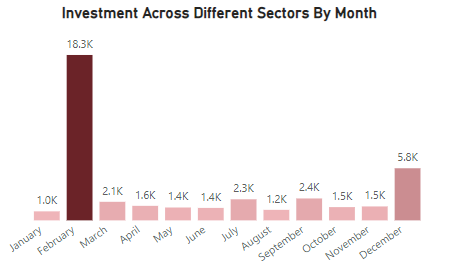 Investment Across Different Sectors By Month
18.3K
5.8K
2.1K
1.6K
1.4K
1.4K
2.3K
1.2K
2.4K
1.5K
1.5K
1.0K
January
February
March
April
May
June
July
August
September
October
November
December